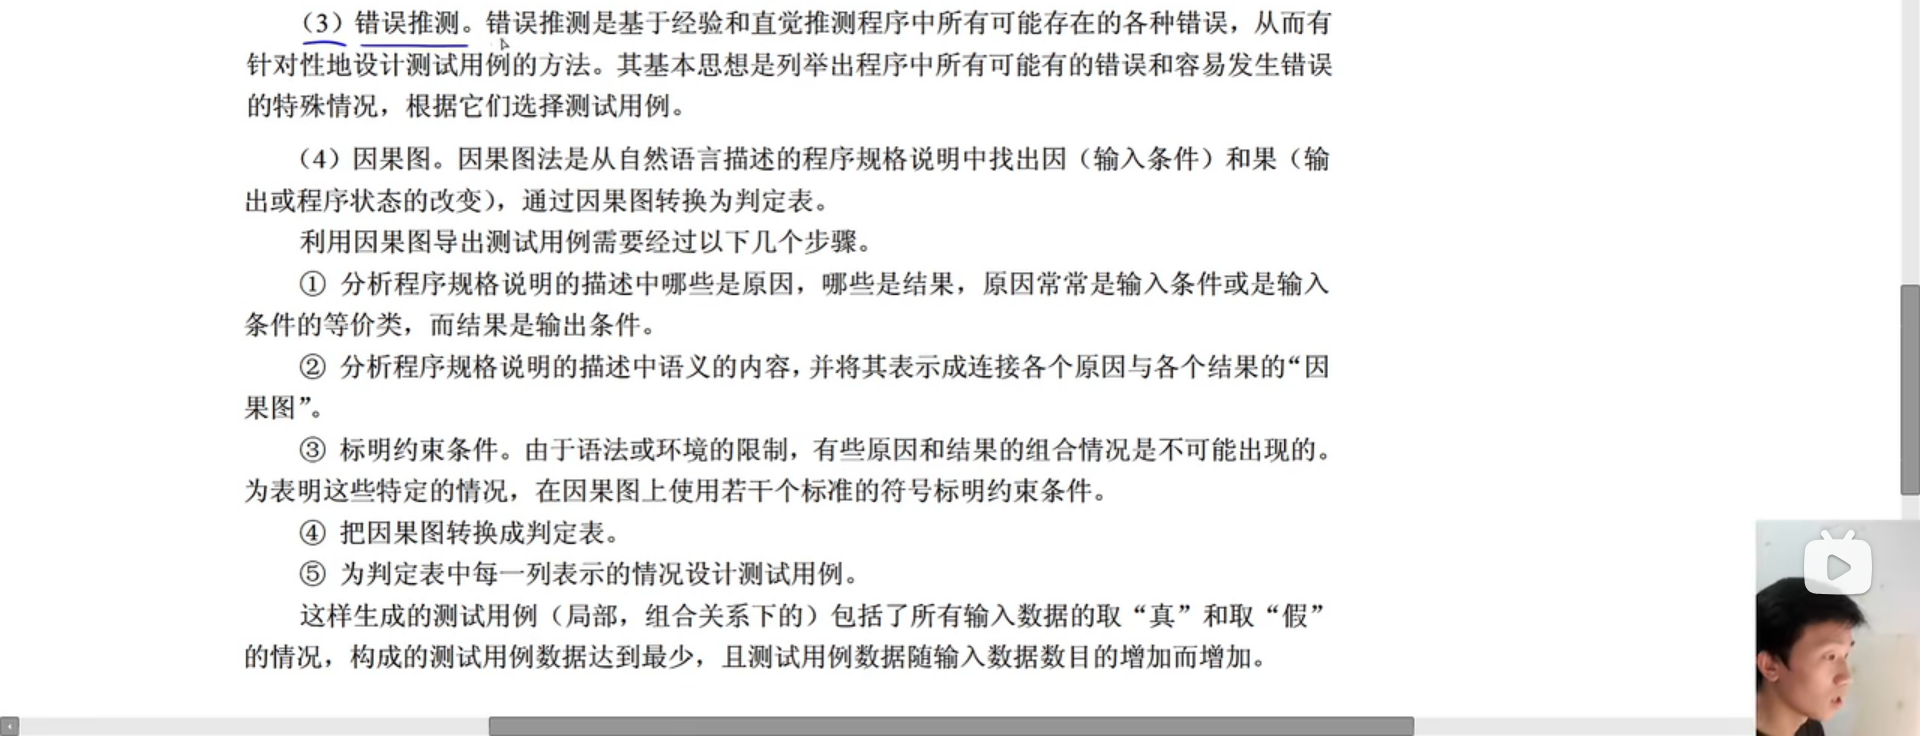 （3）错误推测。错误推测是基于经验和直觉推测程序中所有可能存在的各种错误，从而有
针对性地设计测试用例的方法。其基本思想是列举出程序中所有可能有的错误和容易发生错误
的特殊情况，根据它们选择测试用例。
（4）因果图。因果图法是从自然语言描述的程序规格说明中找出因（输入条件）和果（输
出或程序状态的改变），通过因果图转换为判定表。
利用因果图导出测试用例需要经过以下几个步骤。
① 分析程序规格说明的描述中哪些是原因，哪些是结果，原因常常是输入条件或是输入
条件的等价类，而结果是输出条件。
② 分析程序规格说明的描述中语义的内容，并将其表示成连接各个原因与各个结果的“因
果图”。
③ 标明约束条件。由于语法或环境的限制，有些原因和结果的组合情况是不可能出现的。
为表明这些特定的情况，在因果图上使用若干个标准的符号标明约束条件。
④ 把因果图转换成判定表。
⑤ 为判定表中每一列表示的情况设计测试用例。
这样生成的测试用例（局部，组合关系下的）包括了所有输入数据的取“真”和取“假”
的情况，构成的测试用例数据达到最少，且测试用例数据随输入数据数目的增加而增加。